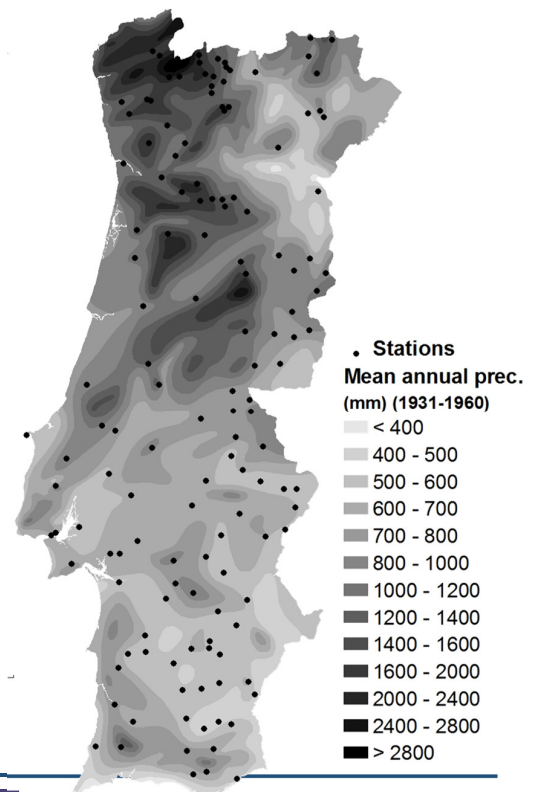 Stations
Mean annual prec.
(mm) (1931-1960)
< 400
400 - 500
500 - 600
600 - 700
700 - 800
800 - 1000
1000 - 1200
1200 - 1400
1400 - 1600
1600 - 2000
2000 - 2400
2400 - 2800
> 2800